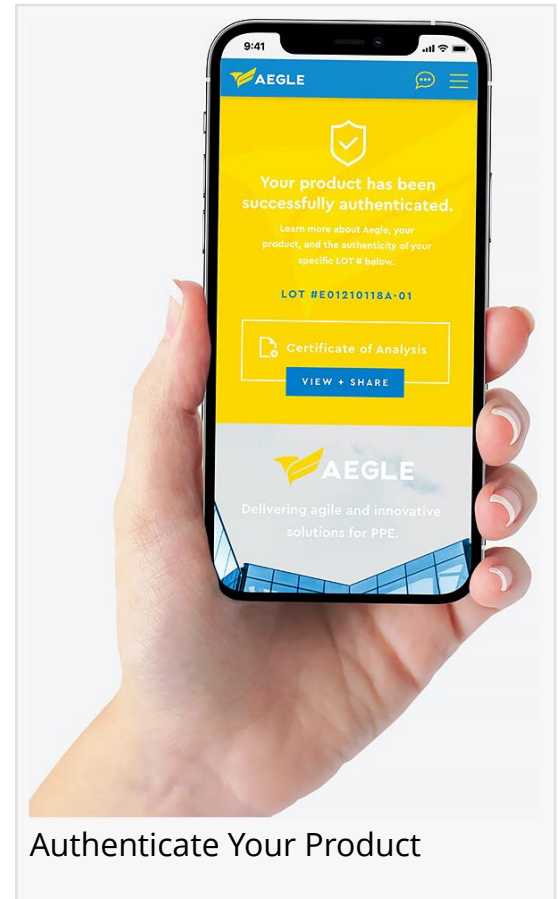 9:41
AEGLE
Your product has been
successfully authenticated.
Learn more about Aegle, your
product, and the authenticity of your
specific LOT # below.
LOT #E01210118A-01
Certificate of Analysis
VIEW + SHARE
AEGLE
Delivering agile and innovative
solutions for PPE.
Authenticate Your Product